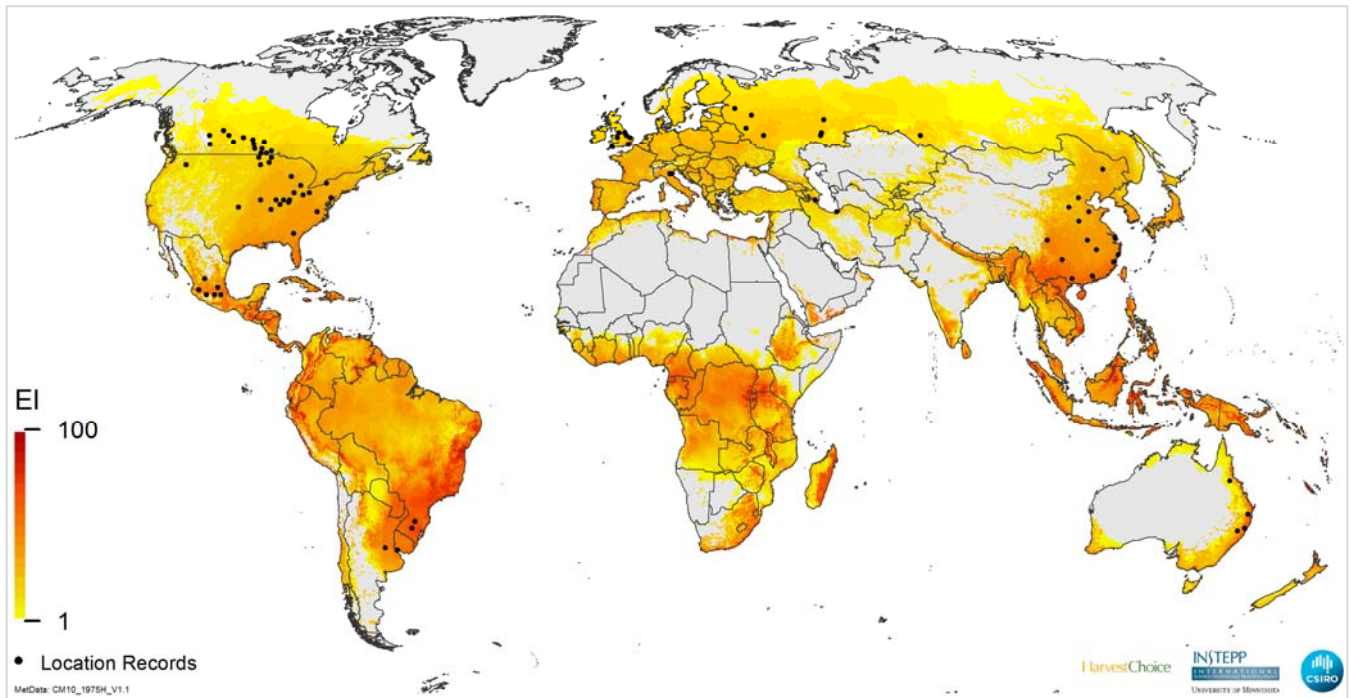 EI
100
1
Location Records
MetData: CM10_1975H_V1.1
HarvestChoice
INSTEPP
INTERNATIONAL
UNIVERSITY OF MINNESOTA
CSIRO